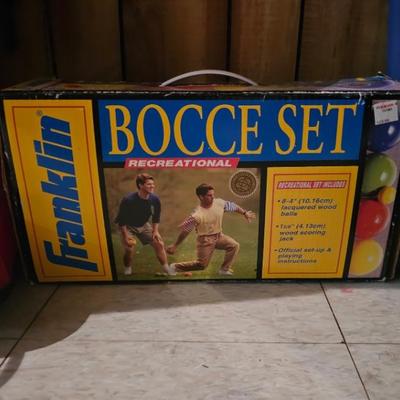 Franklin®
BOCCE SET
RECREATIONAL
RECREATIONAL SET INCLUDES
• 8-4" (10.16cm)
lacquered wood
balls
(4.13cm)
wood scoring
jack
• Official set-up &
playing
instructions